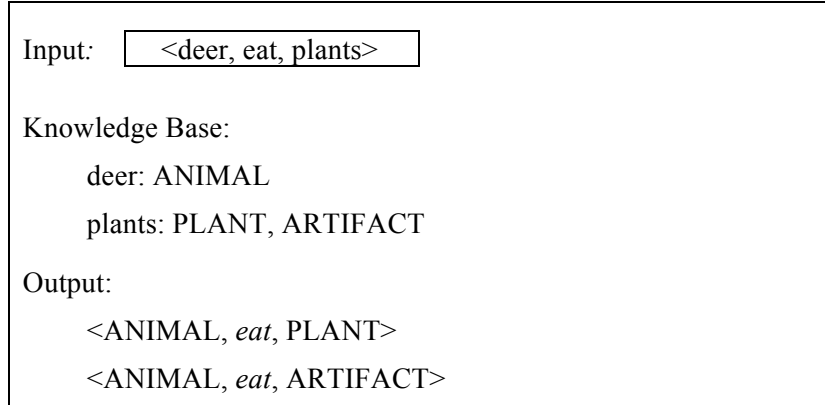 Input: <deer, eat, plants>
Knowledge Base:
deer: ANIMAL
plants: PLANT, ARTIFACT
Output:
<ANIMAL, eat, PLANT>
<ANIMAL, eat, ARTIFACT>